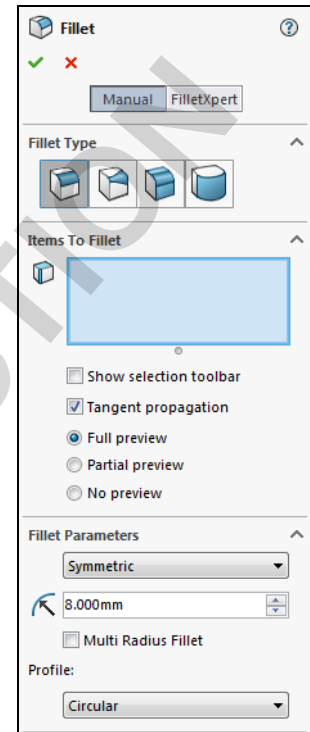 Fillet
Manual FilletXpert
Fillet Type
Items To Fillet
Show selection toolbar
Tangent propagation
Full preview
Partial preview
No preview
Fillet Parameters
Symmetric
8.000mm
Multi Radius Fillet
Profile:
Circular